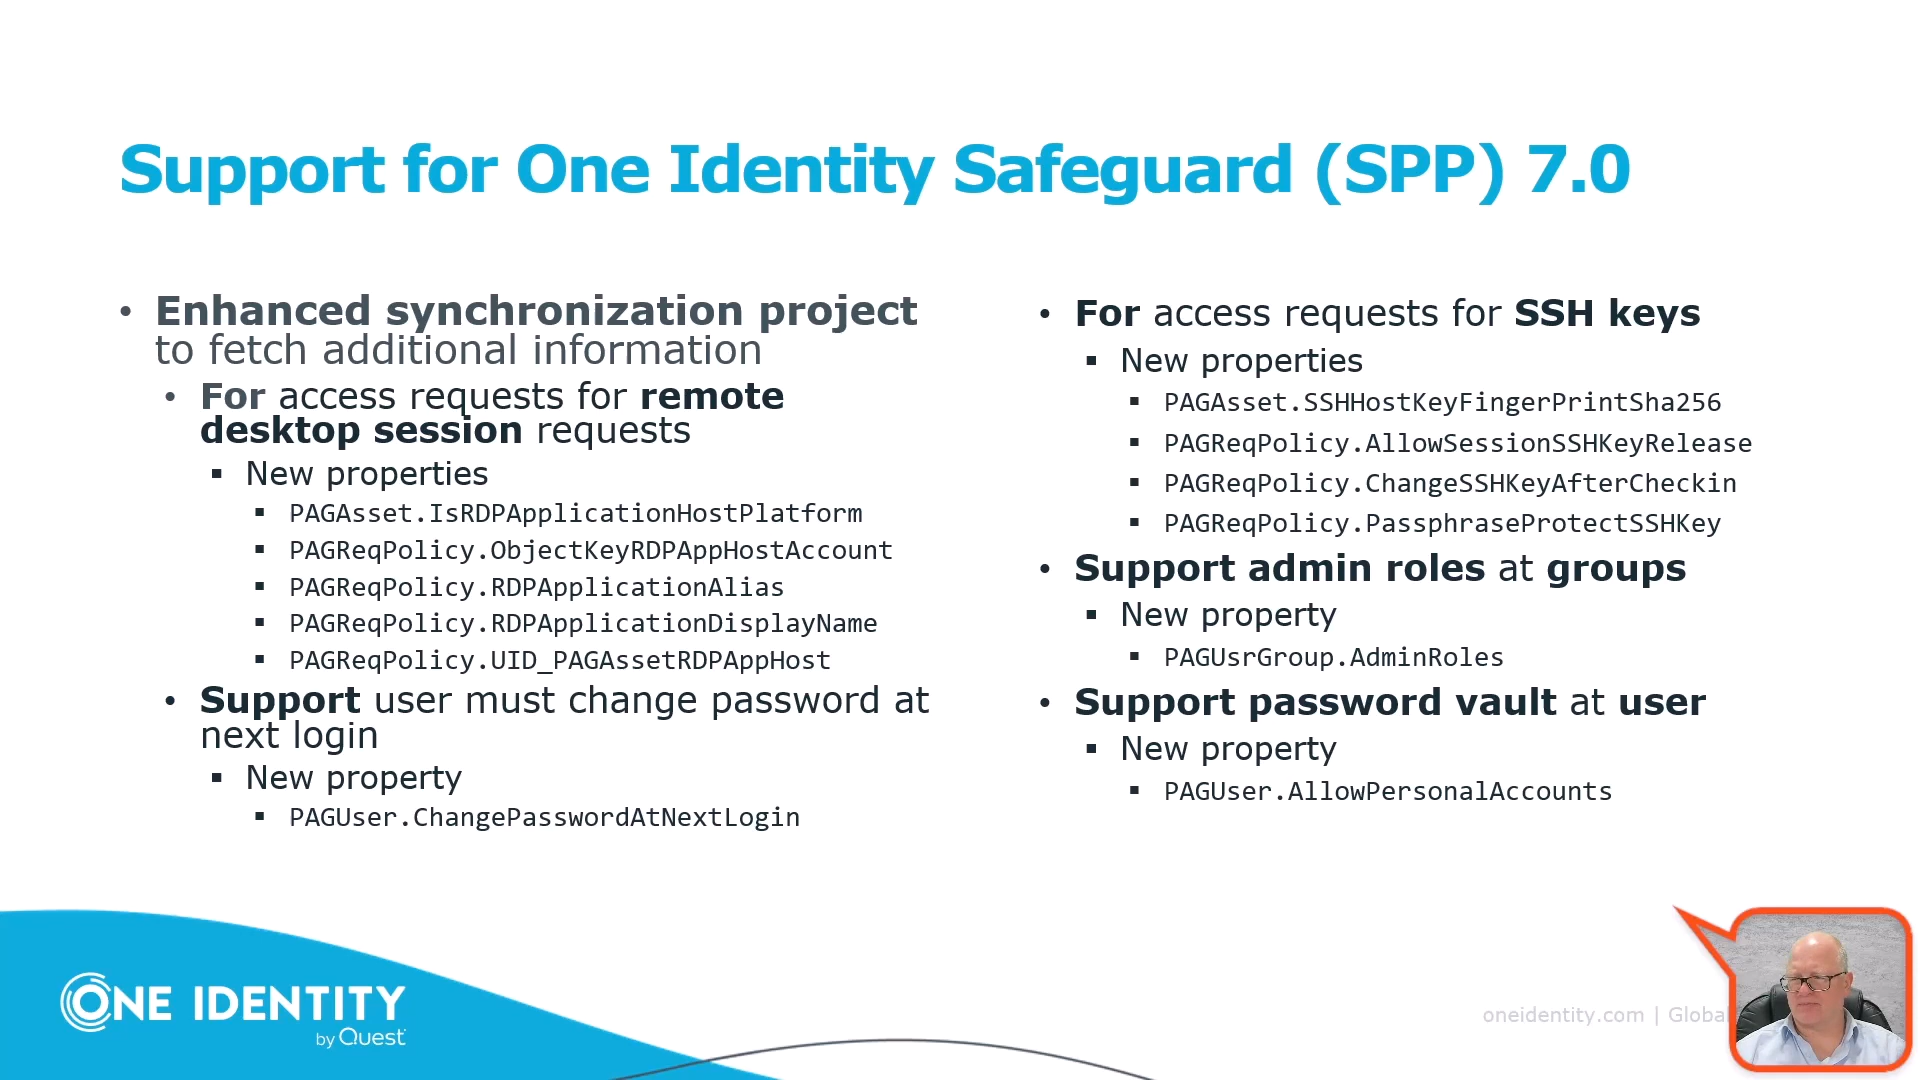 Support for One Identity Safeguard (SPP) 7.0
• Enhanced synchronization project
to fetch additional information
• For access requests for remote
desktop session requests
▪ New properties
▪ PAGAsset.IsRDPApplicationHostPlatform
▪ PAGReqPolicy.ObjectKeyRDPAppHostAccount
▪ PAGReqPolicy.RDPApplicationAlias
▪ PAGReqPolicy.RDPApplicationDisplayName
▪ PAGReqPolicy.UID_PAGAssetRDPAppHost
• Support user must change password at
next login
▪ New property
▪ PAGUser.ChangePasswordAtNextLogin
• For access requests for SSH keys
▪ New properties
▪ PAGAsset.SSHHostKeyFingerPrintSha256
▪ PAGReqPolicy.AllowSessionSSHKeyRelease
▪ PAGReqPolicy.ChangeSSHKeyAfterCheckin
▪ PAGReqPolicy.PassphraseProtectSSHKey
• Support admin roles at groups
▪ New property
▪ PAGUsrGroup.AdminRoles
• Support password vault at user
▪ New property
▪ PAGUser.AllowPersonalAccounts
ONE IDENTITY
by Quest
oneidentity.com |